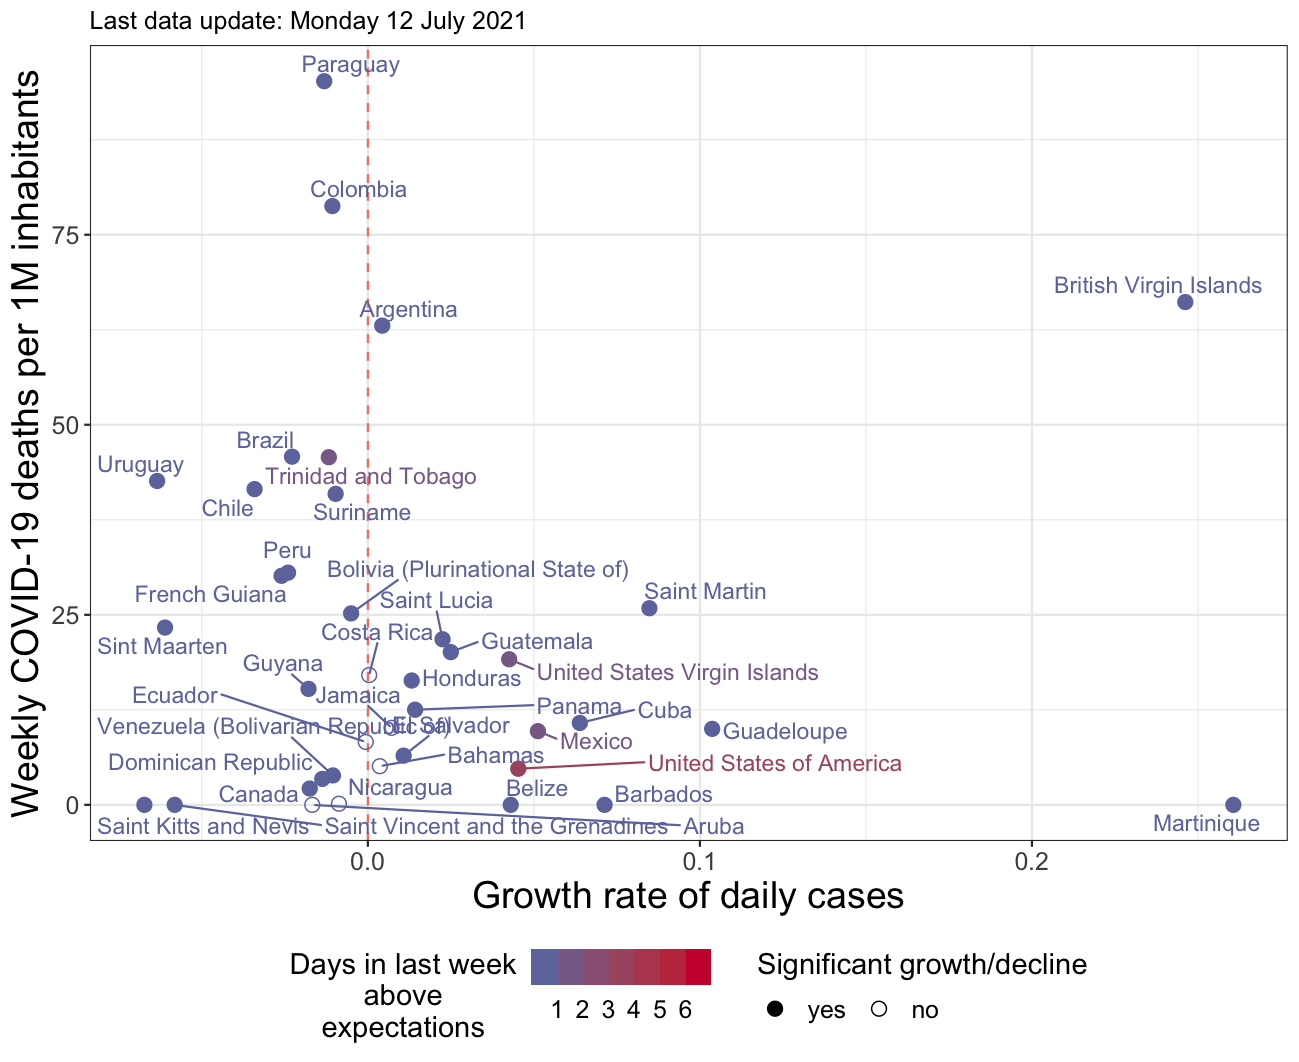 Last data update: Monday 12 July 2021
Weekly COVID-19 deaths per 1M inhabitants
75
50
25
0
Paraguay
Colombia
British Virgin Islands
Argentina
Brazil
Uruguay
Trinidad and Tobago
Chile
Suriname
Peru
Bolivia (Plurinational State of)
French Guiana
Saint Lucia
Saint Martin
Costa Rica
Guatemala
Sint Maarten
Guyana
United States Virgin Islands
Honduras
Ecuador
Jamaica
Panama
Cuba
Venezuela (Bolivarian Republic of)
El Salvador
Guadeloupe
Mexico
Bahamas
Dominican Republic
United States of America
Canada
Nicaragua
Belize
Barbados
Saint Kitts and Nevis
Saint Vincent and the Grenadines
Aruba
Martinique
0.0
0.1
0.2
Growth rate of daily cases
Days in last week
above
expectations
1 2 3 4 5 6
Significant growth/decline
yes
no